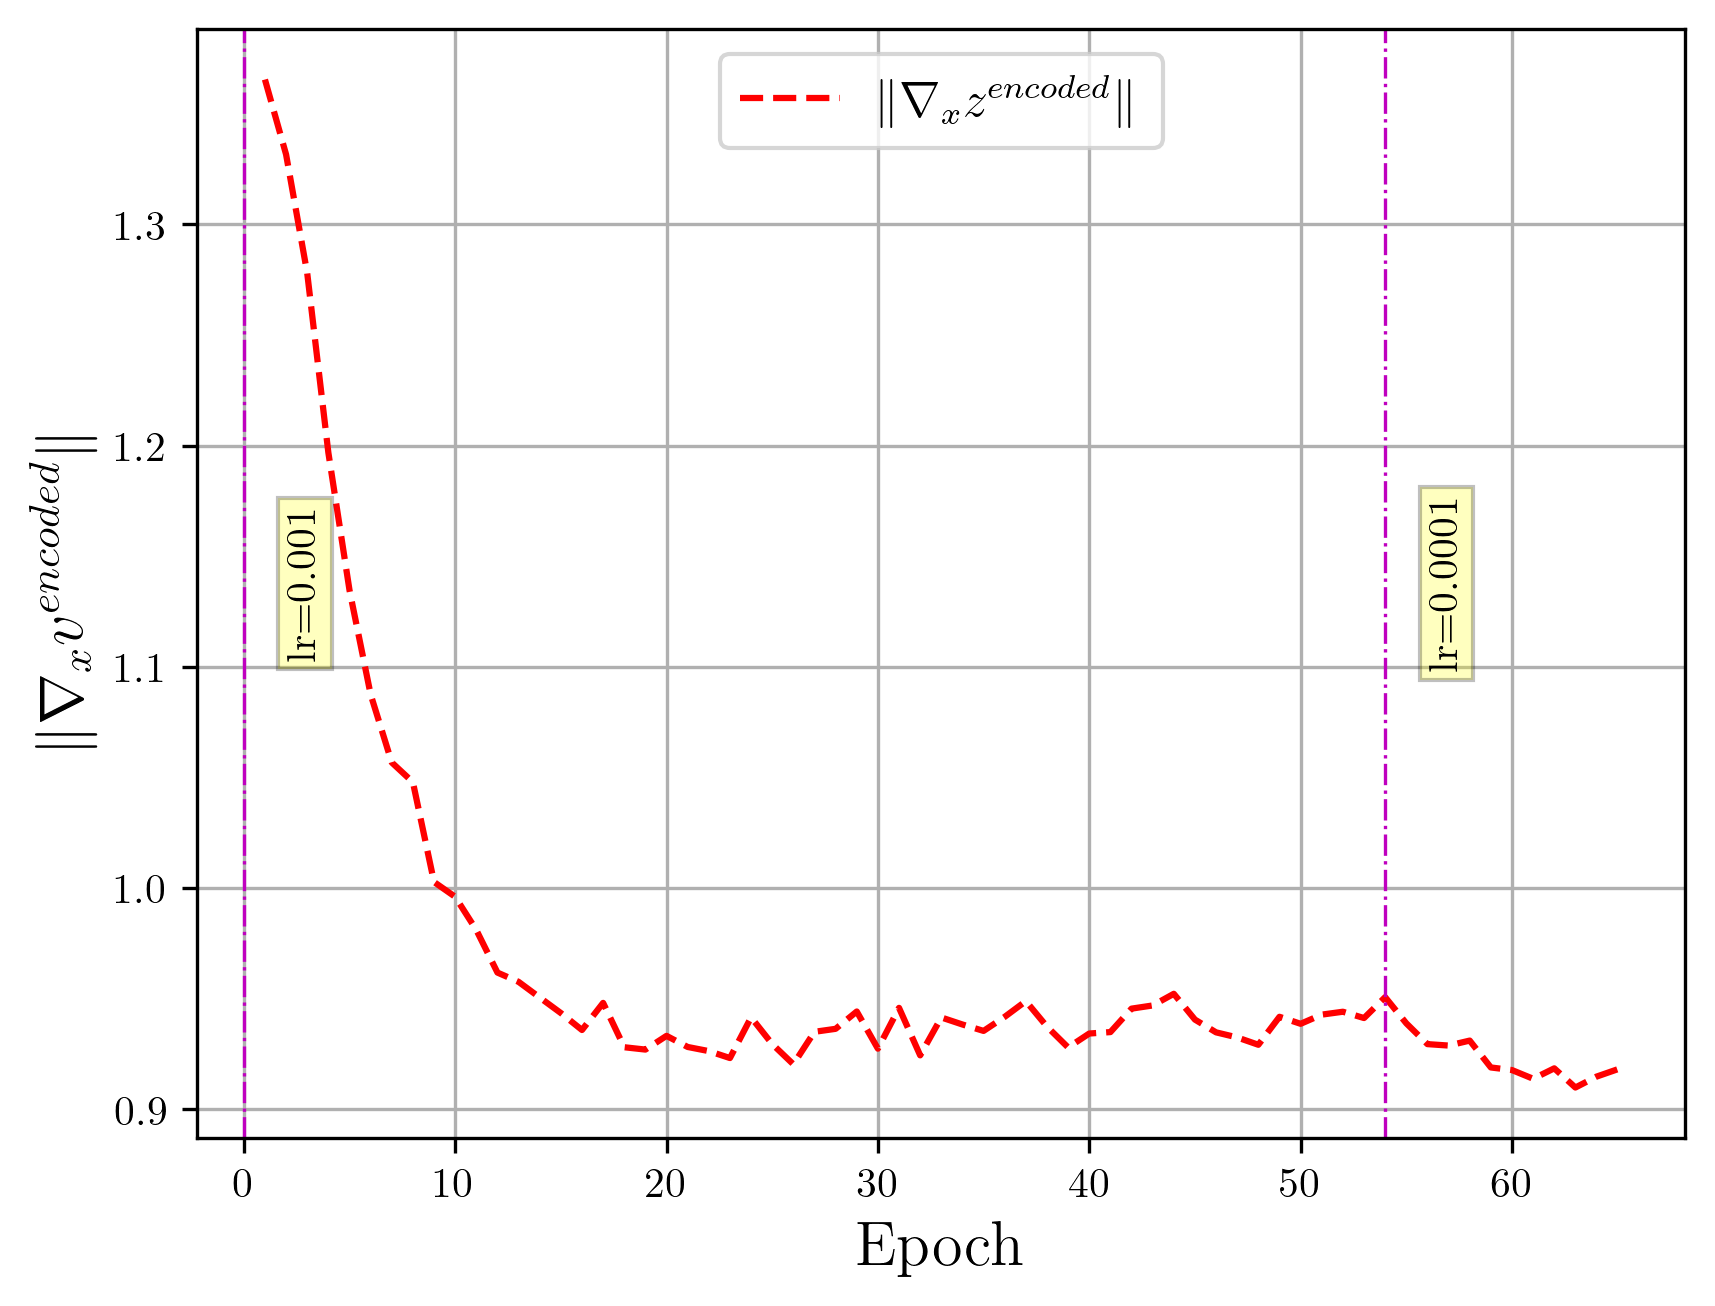 ‖∇ₓz^{encoded}‖
‖∇ₓv^{encoded}‖
1.3
1.2
1.1
1.0
0.9
lr=0.001
lr=0.0001
0 10 20 30 40 50 60
Epoch